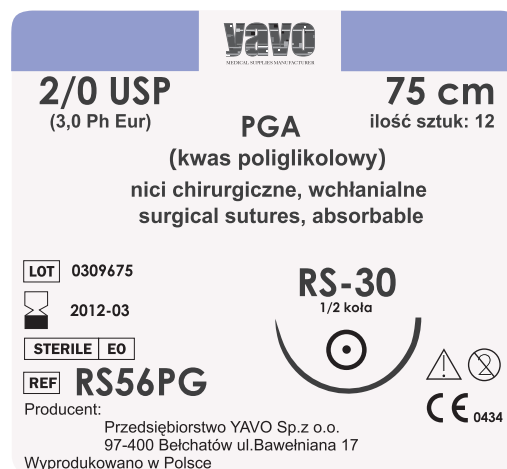 yavo
MEDICAL SUPPLIES MANUFACTURER
2/0 USP
(3,0 Ph Eur)
75 cm
ilość sztuk: 12
PGA
(kwas poliglikolowy)
nici chirurgiczne, wchłanialne
surgical sutures, absorbable
LOT 0309675
2012-03
STERILE EO
REF RS56PG
RS-30
1/2 koła
2
CE 0434
Producent:
Przedsiębiorstwo YAVO Sp.z o.o.
97-400 Bełchatów ul.Bawełniana 17
Wyprodukowano w Polsce